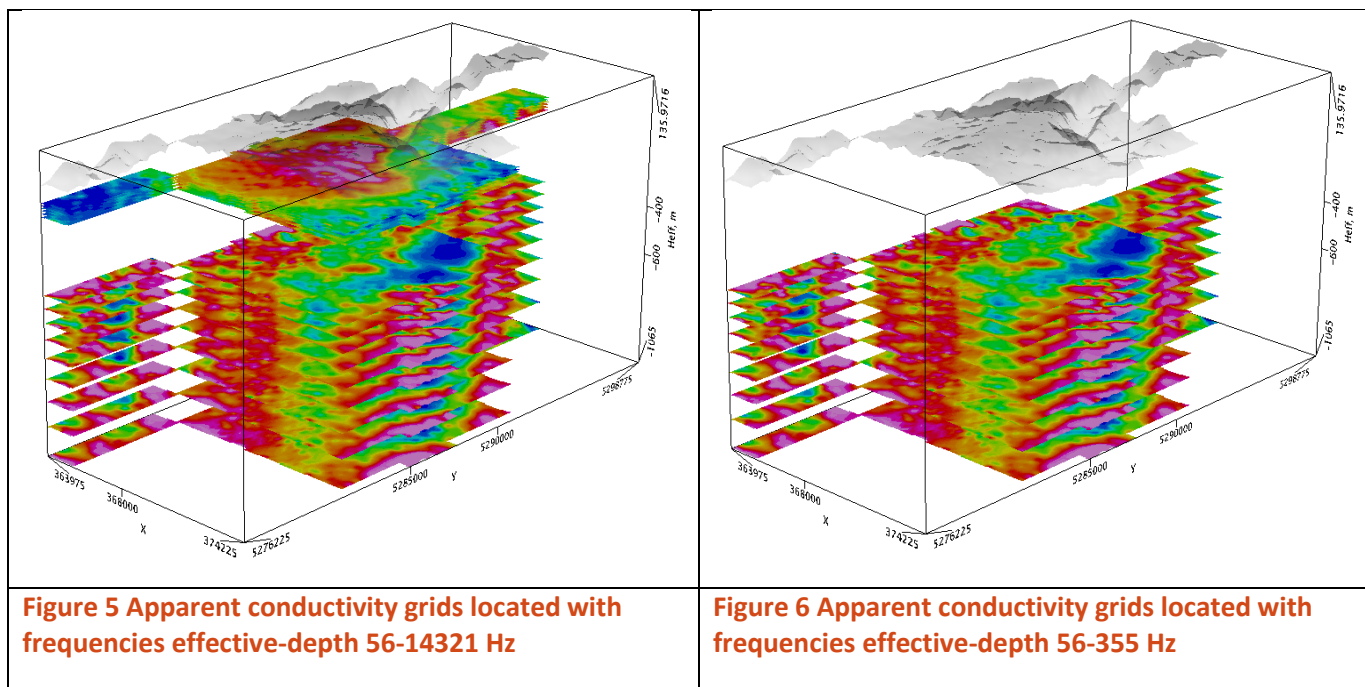 135.9716
-400
Heff, m
-600
-1065
5298775
5290000
Y
5285000
363975
368000
X
374225
5276225
135.9716
-400
Heff, m
-600
-1065
5298775
5290000
Y
5285000
363975
368000
X
374225
5276225
Figure 5 Apparent conductivity grids located with
frequencies effective-depth 56-14321 Hz
Figure 6 Apparent conductivity grids located with
frequencies effective-depth 56-355 Hz